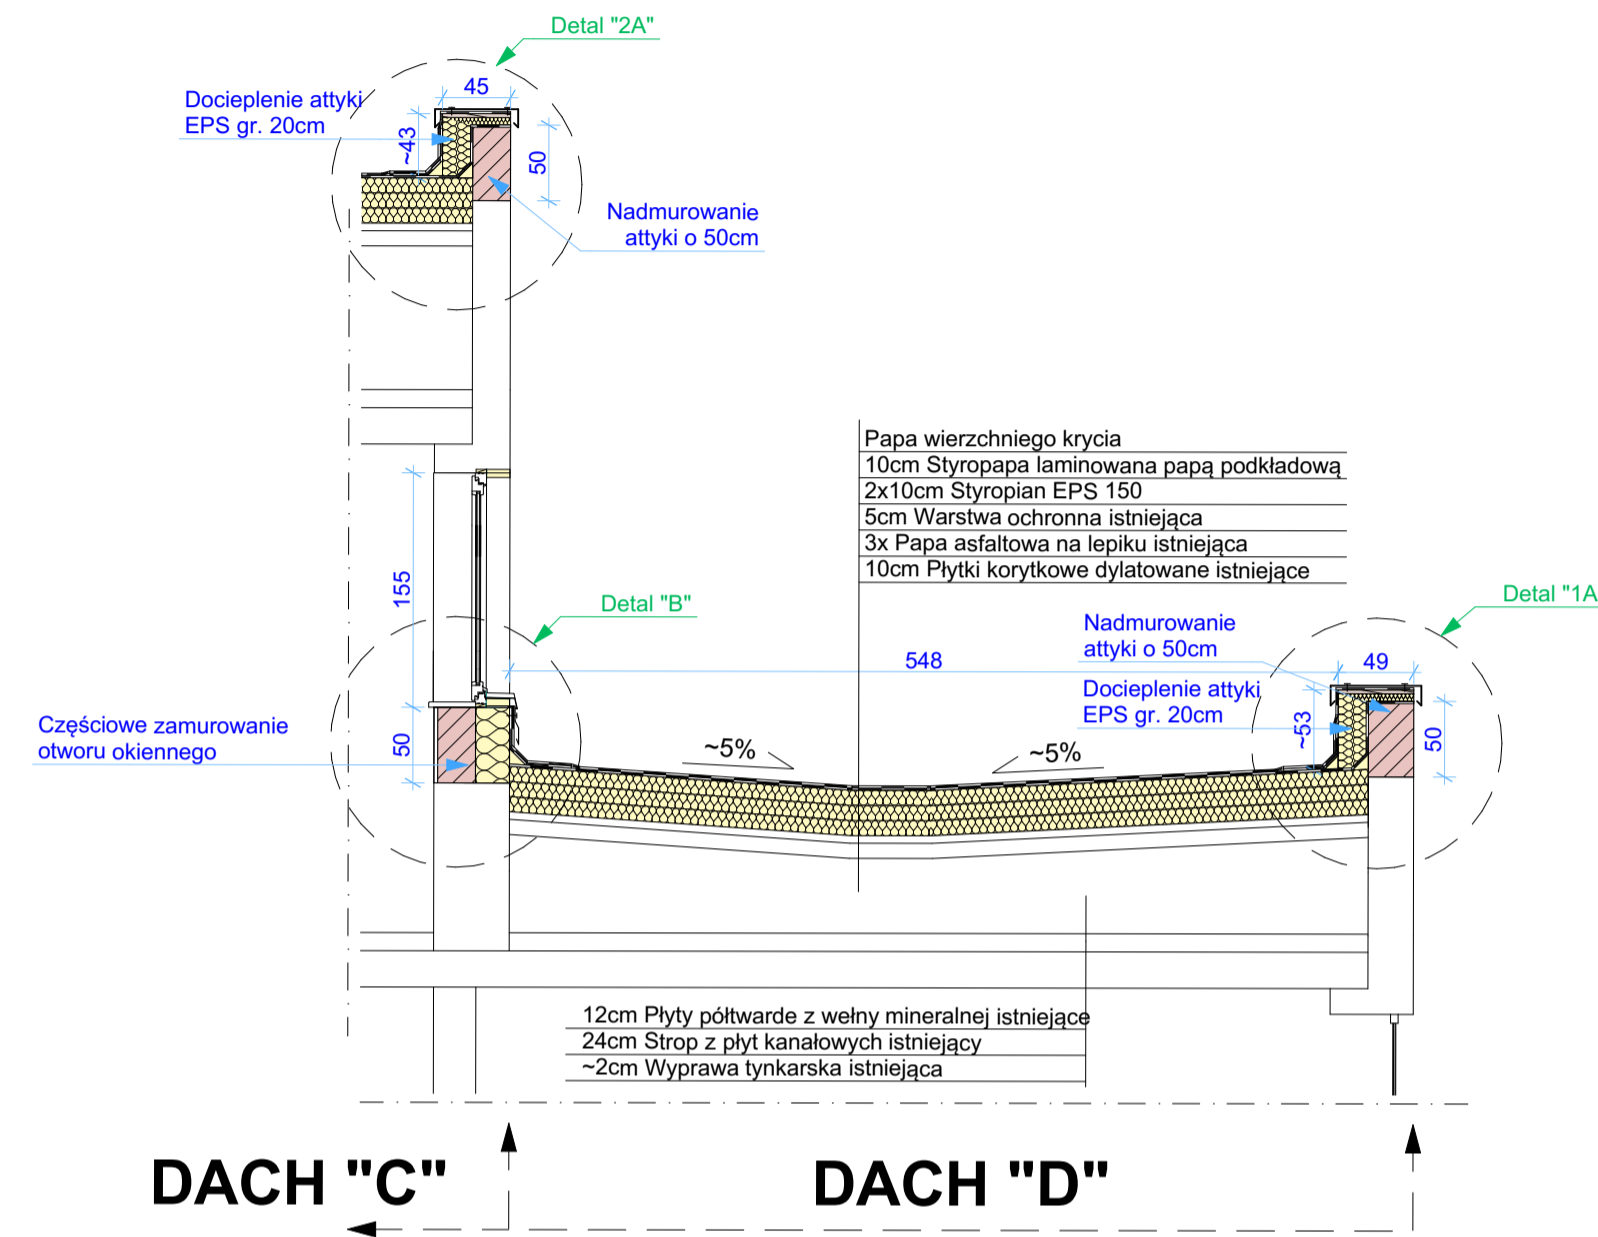 Detal "2A"
45
Docieplenie attyki
EPS gr. 20cm
~43
50
Nadmurowanie
attyki o 50cm
Papa wierzchniego krycia
10cm Styropapa laminowana papą podkładową
2x10cm Styropian EPS 150
5cm Warstwa ochronna istniejąca
3x Papa asfaltowa na lepiku istniejąca
10cm Płytki korytkowe dylatowane istniejące
155
Detal "B"
Detal "1A
Nadmurowanie
attyki o 50cm
548
49
Docieplenie attyki
EPS gr. 20cm
~53
50
Częściowe zamurowanie
otworu okiennego
50
~5%
~5%
12cm Płyty półtwarde z wełny mineralnej istniejące
24cm Strop z płyt kanałowych istniejący
~2cm Wyprawa tynkarska istniejąca
DACH "C"
DACH "D"